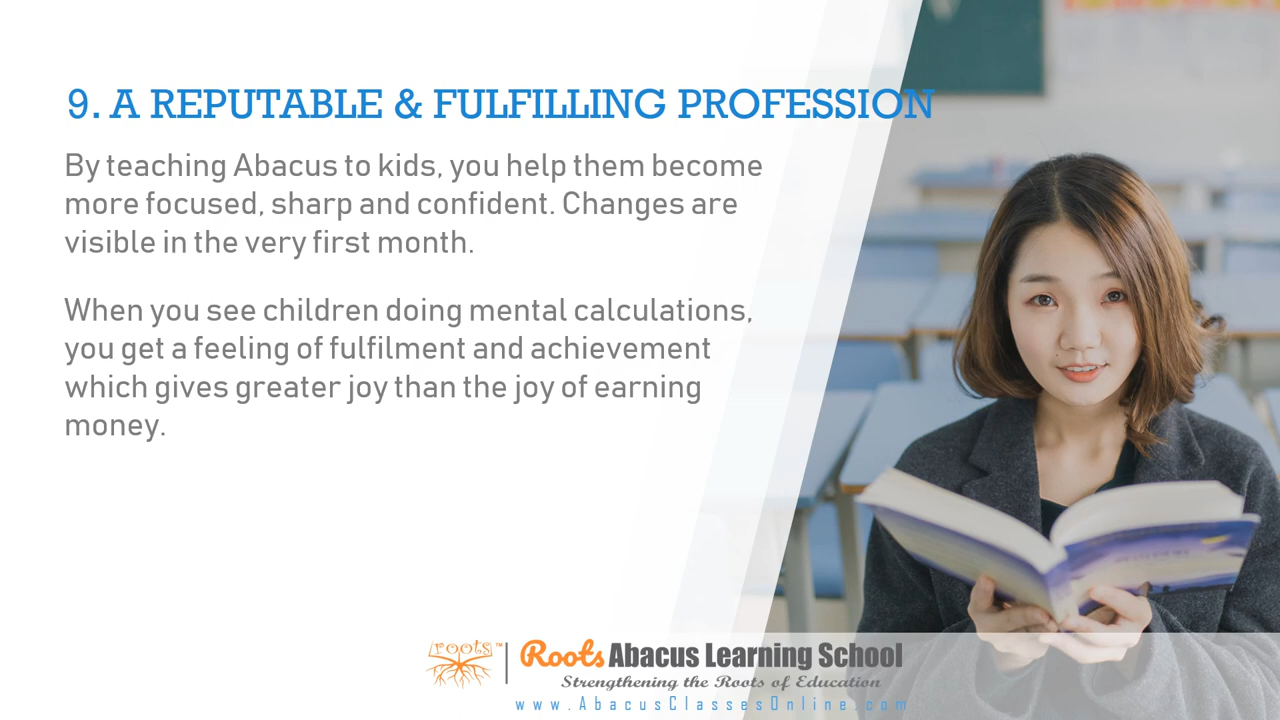 9. A REPUTABLE & FULFILLING PROFESSION
By teaching Abacus to kids, you help them become
more focused, sharp and confident. Changes are
visible in the very first month.
When you see children doing mental calculations,
you get a feeling of fulfilment and achievement
which gives greater joy than the joy of earning
money.
roots™
Roots Abacus Learning School
Strengthening the Roots of Education
www.AbacusClassesOnline.com